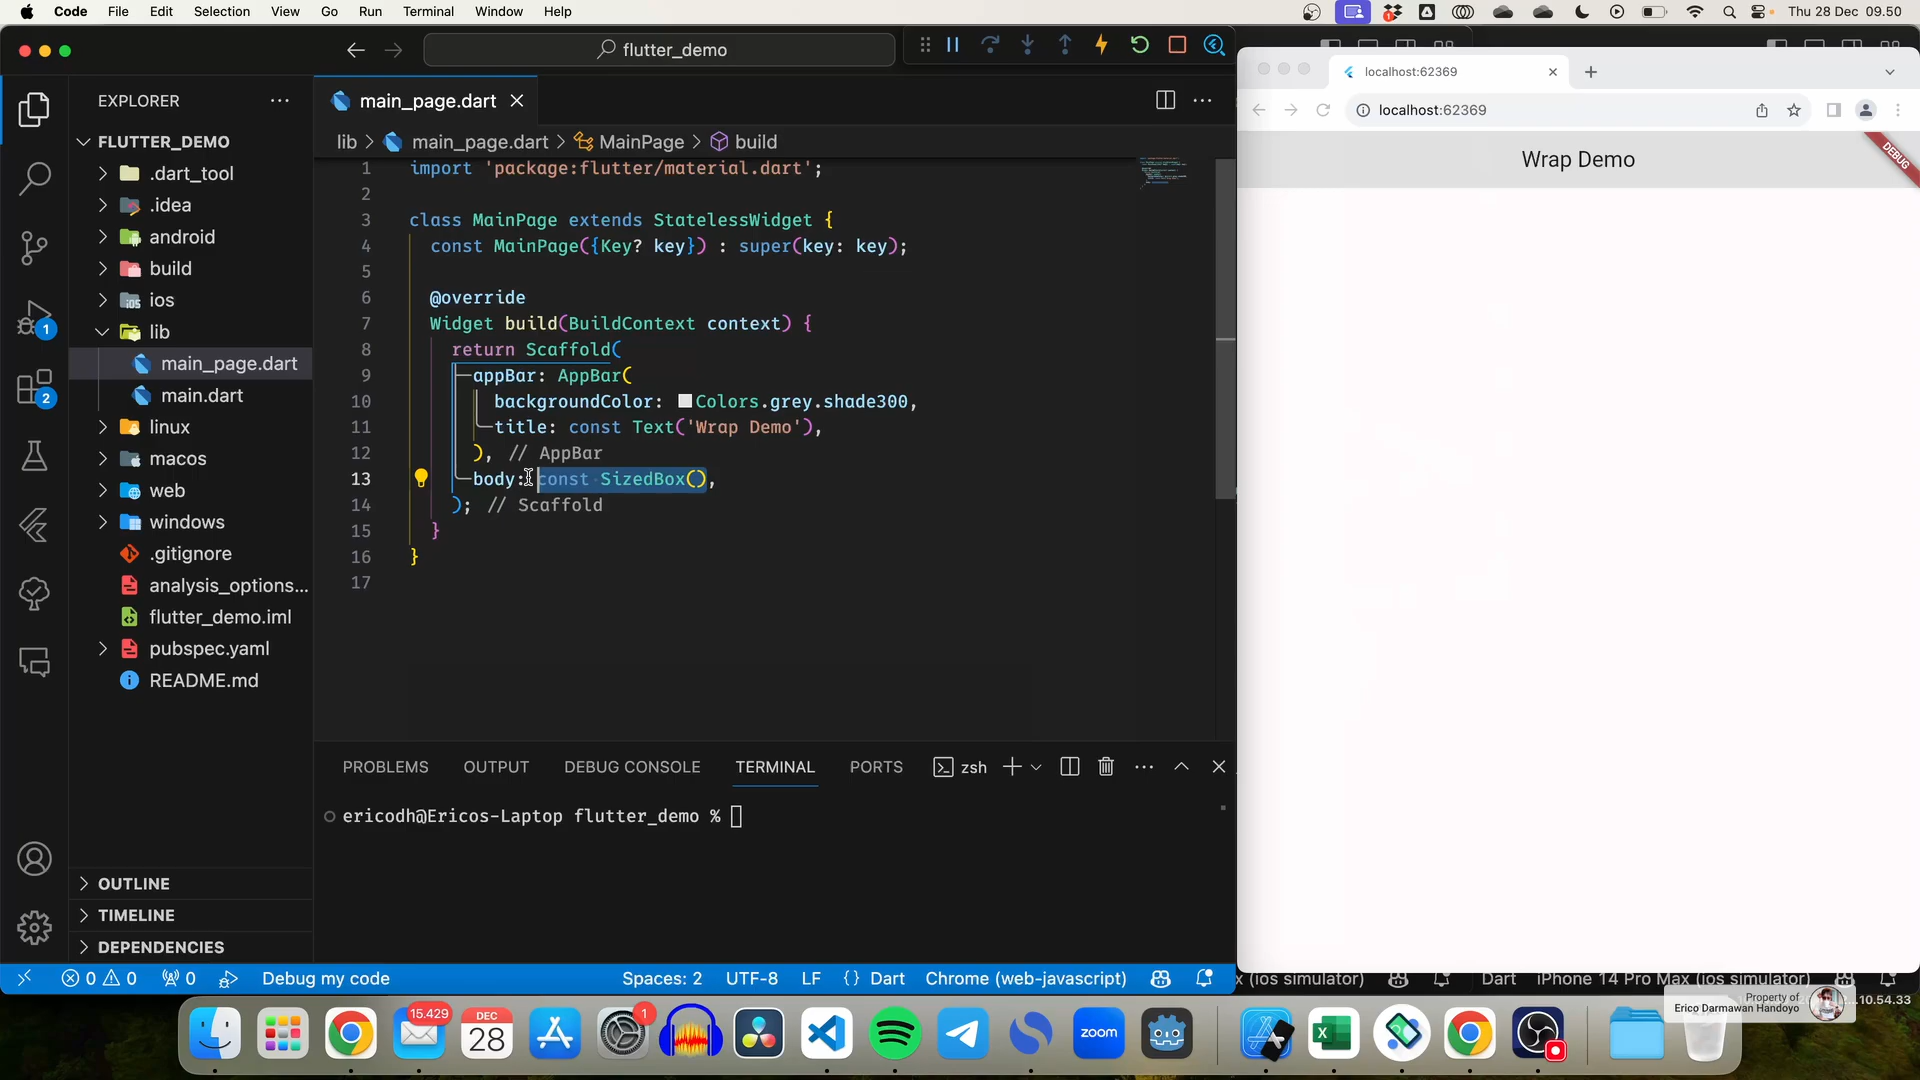 Code File Edit Selection View Go Run Terminal Window Help
Thu 28 Dec 09.50
flutter_demo
EXPLORER
main_page.dart
lib > main_page.dart > MainPage > build
FLUTTER_DEMO
.dart_tool
.idea
android
build
ios
lib
main_page.dart
main.dart
linux
macos
web
windows
.gitignore
analysis_options...
flutter_demo.iml
pubspec.yaml
README.md
OUTLINE
TIMELINE
DEPENDENCIES
1
2
1 import 'package:flutter/material.dart';
2
3 class MainPage extends StatelessWidget {
4 const MainPage({Key? key}) : super(key: key);
5
6 @override
7 Widget build(BuildContext context) {
8 return Scaffold(
9 appBar: AppBar(
10 backgroundColor: Colors.grey.shade300,
11 title: const Text('Wrap Demo'),
12 ), // AppBar
13 body: const SizedBox(),
14 ); // Scaffold
15 }
16 }
17
PROBLEMS OUTPUT DEBUG CONSOLE TERMINAL PORTS zsh
ericodh@Ericos-Laptop flutter_demo %
0 0 0 Debug my code Spaces: 2 UTF-8 LF {} Dart Chrome (web-javascript)
localhost:62369
localhost:62369
Wrap Demo
DEBUG
x (ios simulator) Dart iPhone 14 Pro Max (ios simulator)
Property of
Erico Darmawan Handoyo
10.54.33
15.429
DEC
28
1
zoom